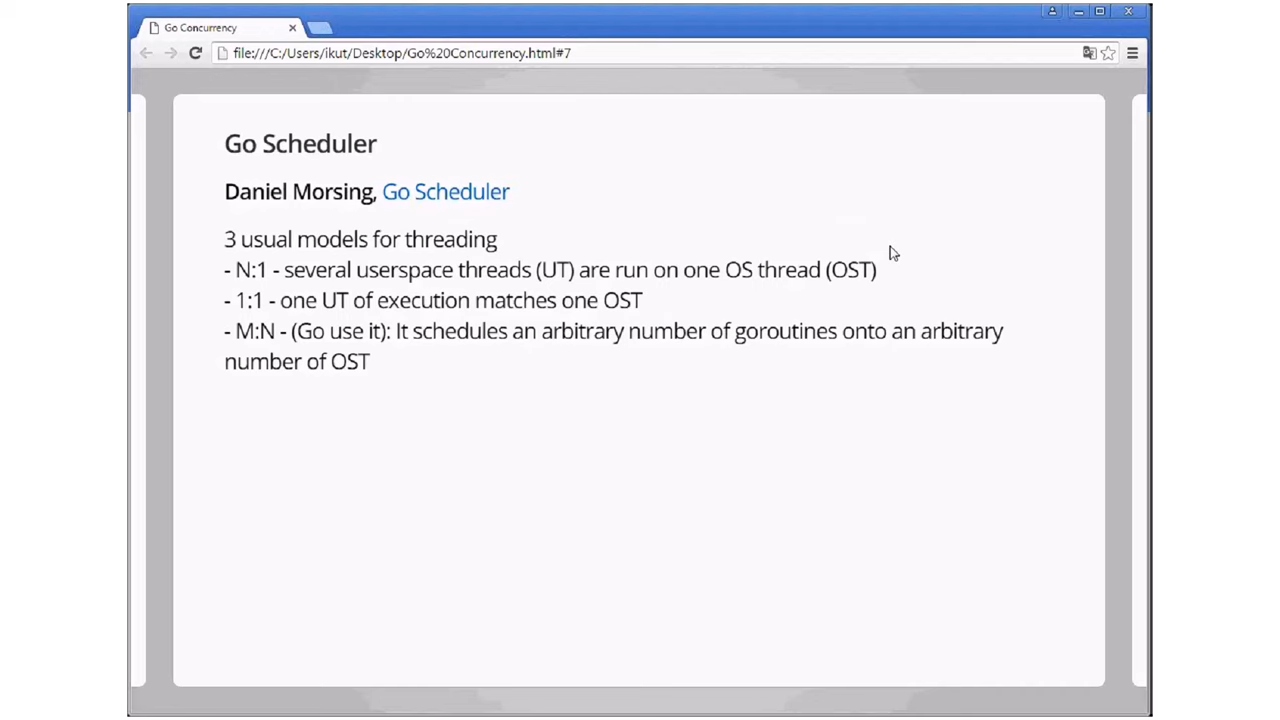 Go Concurrency
file:///C:/Users/ikut/Desktop/Go%20Concurrency.html#7
Go Scheduler
Daniel Morsing, Go Scheduler
3 usual models for threading
- N:1 - several userspace threads (UT) are run on one OS thread (OST)
- 1:1 - one UT of execution matches one OST
- M:N - (Go use it): It schedules an arbitrary number of goroutines onto an arbitrary
number of OST